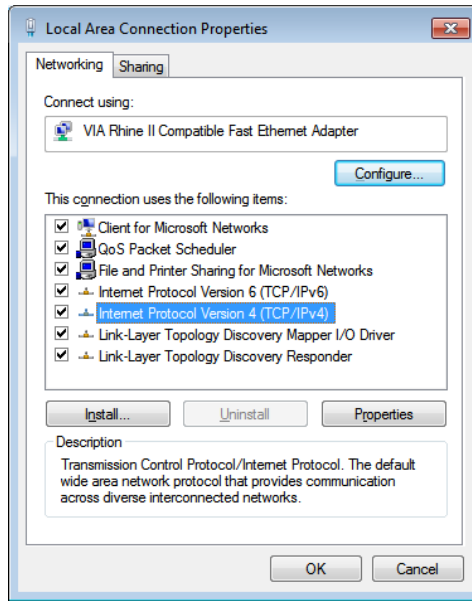 Local Area Connection Properties
Networking
Sharing
Connect using:
VIA Rhine II Compatible Fast Ethernet Adapter
Configure...
This connection uses the following items:
Client for Microsoft Networks
QoS Packet Scheduler
File and Printer Sharing for Microsoft Networks
Internet Protocol Version 6 (TCP/IPv6)
Internet Protocol Version 4 (TCP/IPv4)
Link-Layer Topology Discovery Mapper I/O Driver
Link-Layer Topology Discovery Responder
Install...
Uninstall
Properties
Description
Transmission Control Protocol/Internet Protocol. The default
wide area network protocol that provides communication
across diverse interconnected networks.
OK
Cancel